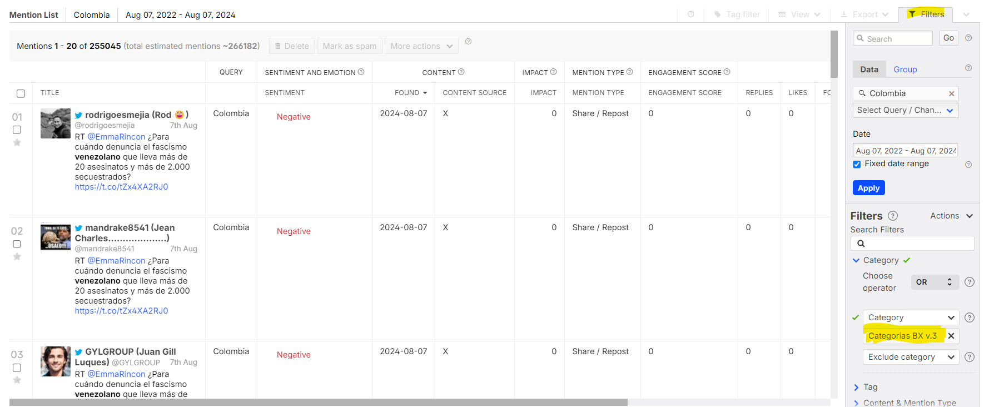 Mention List Colombia Aug 07, 2022 - Aug 07, 2024 Tag filter View Export Filters
Mentions 1 - 20 of 255045 (total estimated mentions ~266182) Delete Mark as spam More actions
QUERY SENTIMENT AND EMOTION CONTENT IMPACT MENTION TYPE ENGAGEMENT SCORE
TITLE SENTIMENT FOUND CONTENT SOURCE IMPACT MENTION TYPE ENGAGEMENT SCORE REPLIES LIKES FC
01 rodrigoesmejia (Rod 🤪 ) Colombia Negative 2024-08-07 X 0 Share / Repost 0 0 0
@rodrigoesmejia 7th Aug
RT @EmmaRincon ¿Para
cuándo denuncia el fascismo
venezolano que lleva más de
20 asesinatos y más de 2.000
secuestrados?
https://t.co/tZx4XA2RJ0
02 mandrake8541 (Jean Colombia Negative 2024-08-07 X 0 Share / Repost 0 0 0
Charles....................)
@mandrake8541 7th Aug
RT @EmmaRincon ¿Para
cuándo denuncia el fascismo
venezolano que lleva más de
20 asesinatos y más de 2.000
secuestrados?
https://t.co/tZx4XA2RJ0
03 GYLGROUP (Juan Gill Colombia Negative 2024-08-07 X 0 Share / Repost 0 0 0
Luques) @GYLGROUP 7th Aug
RT @EmmaRincon ¿Para
cuándo denuncia el fascismo
venezolano que lleva más de
Search Go
Data Group
Colombia
Select Query / Chan...
Date
Aug 07, 2022 - Aug 07, 2024
Fixed date range
Apply
Filters Actions
Search Filters
Category
Choose
operator OR
Category
Categorias BX v.3
Exclude category
Tag
Content & Mention Type